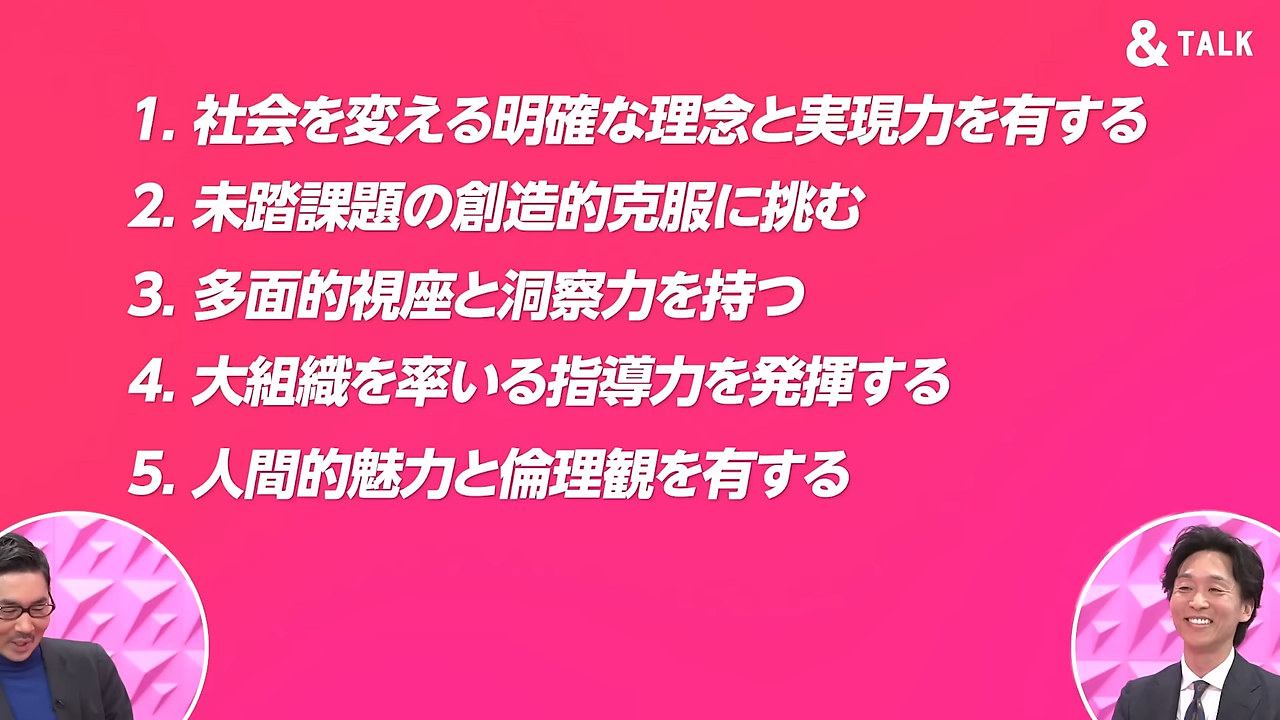 & TALK
1. 社会を変える明確な理念と実現力を有する
2. 未踏課題の創造的克服に挑む
3. 多面的視座と洞察力を持つ
4. 大組織を率いる指導力を発揮する
5. 人間的魅力と倫理観を有する